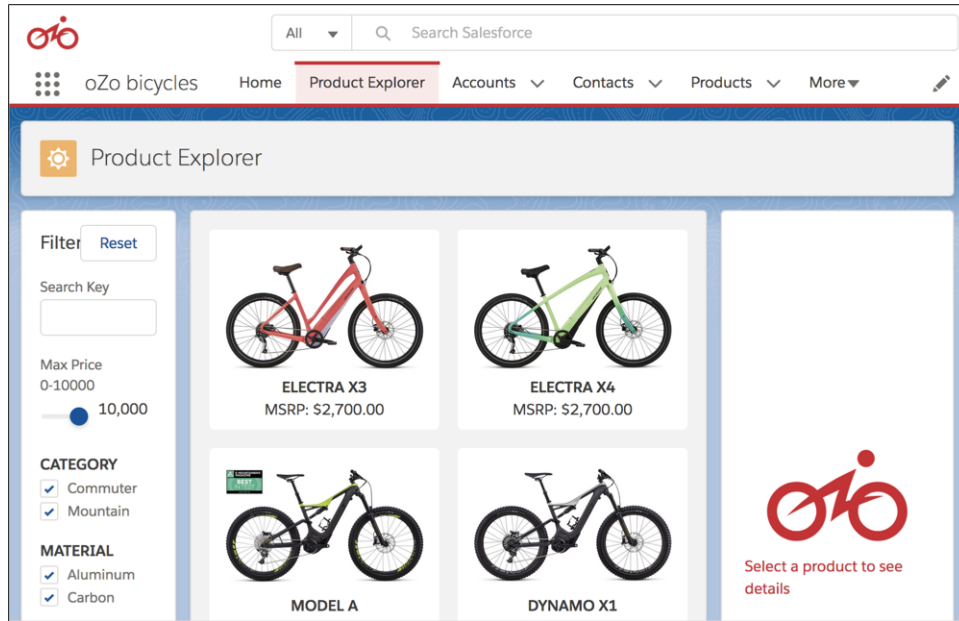 All
Search Salesforce
oZo bicycles
Home
Product Explorer
Accounts
Contacts
Products
More
Product Explorer
Filter
Reset
Search Key
Max Price
0-10000
10,000
CATEGORY
Commuter
Mountain
MATERIAL
Aluminum
Carbon
ELECTRA X3
MSRP: $2,700.00
ELECTRA X4
MSRP: $2,700.00
BEST
MODEL A
DYNAMO X1
Select a product to see
details